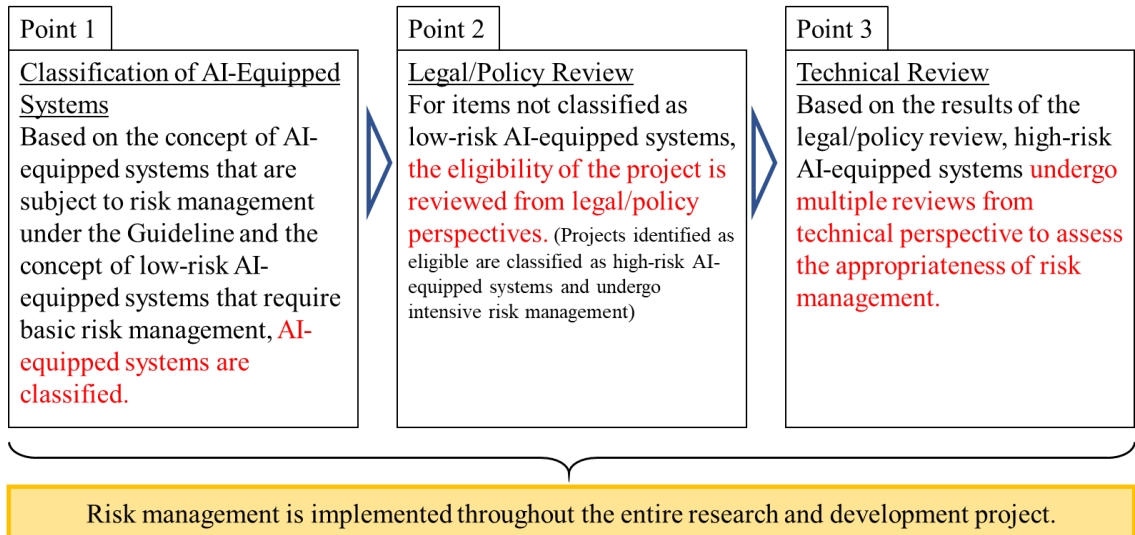 Point 1
Classification of AI-Equipped
Systems
Based on the concept of AI-
equipped systems that are
subject to risk management
under the Guideline and the
concept of low-risk AI-
equipped systems that require
basic risk management, AI-
equipped systems are
classified.
Point 2
Legal/Policy Review
For items not classified as
low-risk AI-equipped systems,
the eligibility of the project is
reviewed from legal/policy
perspectives. (Projects identified as
eligible are classified as high-risk AI-
equipped systems and undergo
intensive risk management)
Point 3
Technical Review
Based on the results of the
legal/policy review, high-risk
AI-equipped systems undergo
multiple reviews from
technical perspective to assess
the appropriateness of risk
management.
Risk management is implemented throughout the entire research and development project.